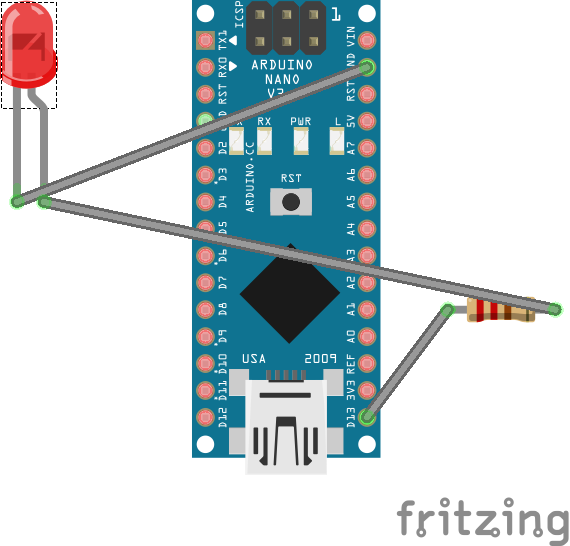 ICSP
1
TX1
RX0
RST
D2
D3
D4
D5
D6
D7
D8
D9
D10
D11
D12
ARDUINO
NANO
RX
PWR
L
ARDUINO.CC
RST
USA
2009
VIN
ND
RST
5V
A7
A6
A5
A4
A3
A2
A1
A0
REF
3V3
D13
fritzing